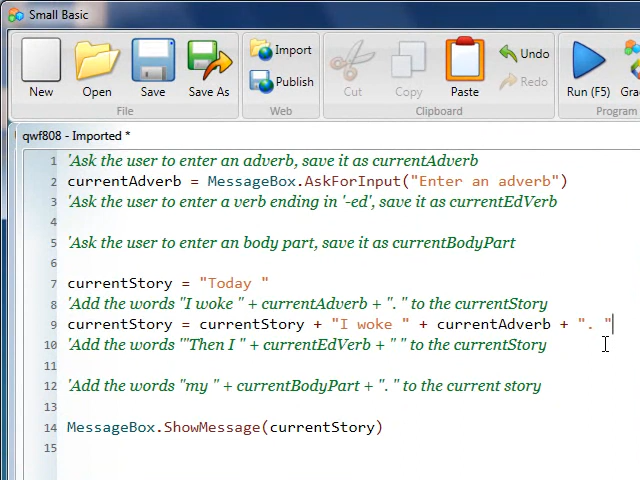 Small Basic
New
Open
Save
Save As
Import
Publish
Cut
Copy
Paste
Undo
Redo
Run (F5)
File
Web
Clipboard
Program
qwf808 - Imported *
1 'Ask the user to enter an adverb, save it as currentAdverb
2 currentAdverb = MessageBox.AskForInput("Enter an adverb")
3 'Ask the user to enter a verb ending in '-ed', save it as currentEdVerb
4
5 'Ask the user to enter an body part, save it as currentBodyPart
6
7 currentStory = "Today "
8 'Add the words "I woke " + currentAdverb + ". " to the currentStory
9 currentStory = currentStory + "I woke " + currentAdverb + ". "
10 'Add the words '"Then I " + currentEdVerb + " " to the currentStory
11
12 'Add the words "my " + currentBodyPart + ". " to the current story
13
14 MessageBox.ShowMessage(currentStory)
15